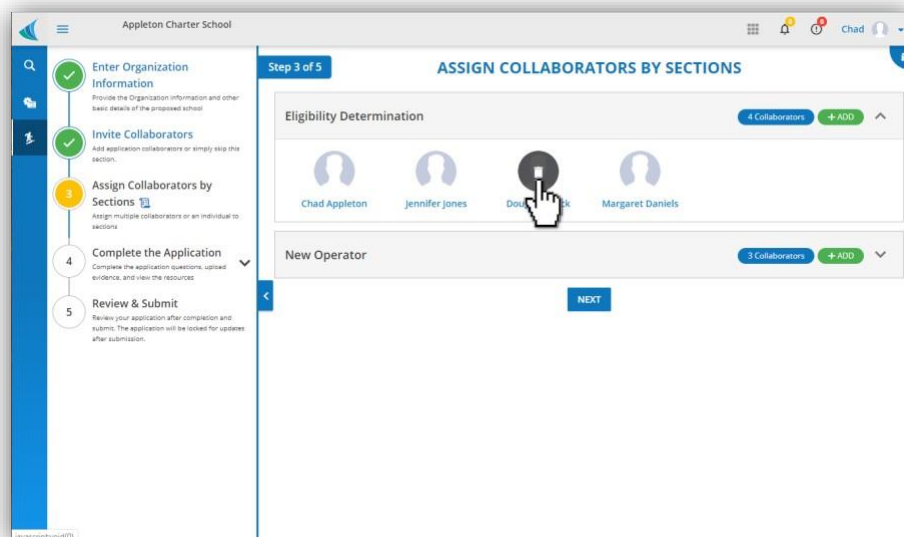 Appleton Charter School
Chad
Enter Organization
Information
Provide the Organization Information and other
basic details of the proposed school
Invite Collaborators
Add application collaborators or simply skip this
section.
3
Assign Collaborators by
Sections
Assign multiple collaborators or an individual to
sections
4
Complete the Application
Complete the application questions, upload
evidence, and view the resources
5
Review & Submit
Review your application after completion and
submit. The application will be locked for updates
after submission.
Step 3 of 5
ASSIGN COLLABORATORS BY SECTIONS
Eligibility Determination
4 Collaborators
+ ADD
Chad Appleton
Jennifer Jones
Margaret Daniels
New Operator
3 Collaborators
+ ADD
NEXT